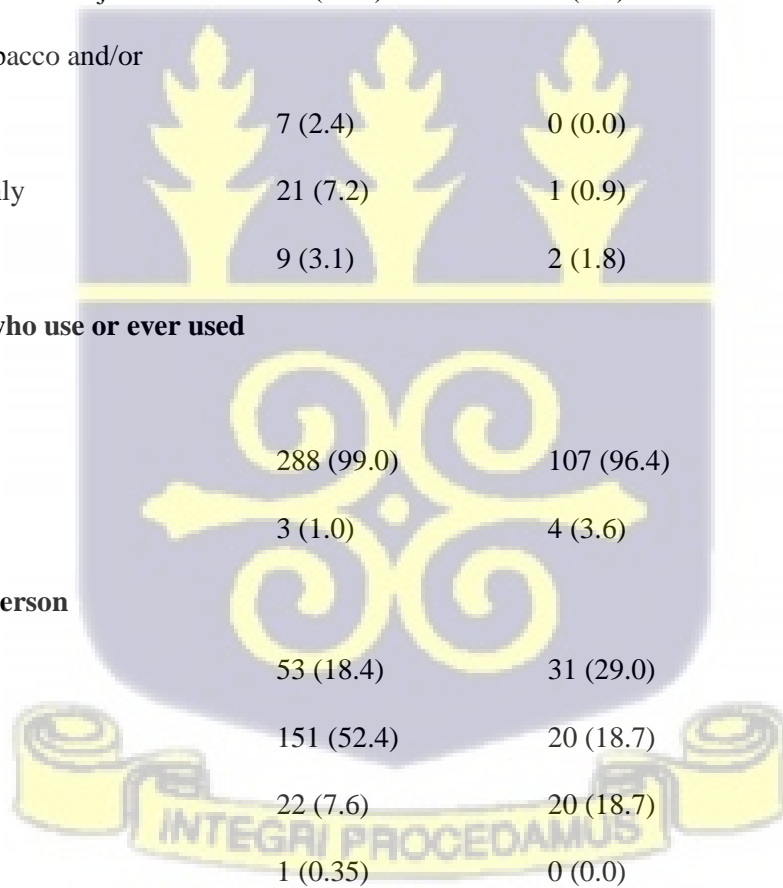 and/or
7 (2.4) 0 (0.0)
21 (7.2) 1 (0.9)
9 (3.1) 2 (1.8)
who use or ever used
288 (99.0) 107 (96.4)
3 (1.0) 4 (3.6)
53 (18.4) 31 (29.0)
151 (52.4) 20 (18.7)
22 (7.6) 20 (18.7)
INTEGRI PROCEDAMUS
1 (0.35) 0 (0.0)